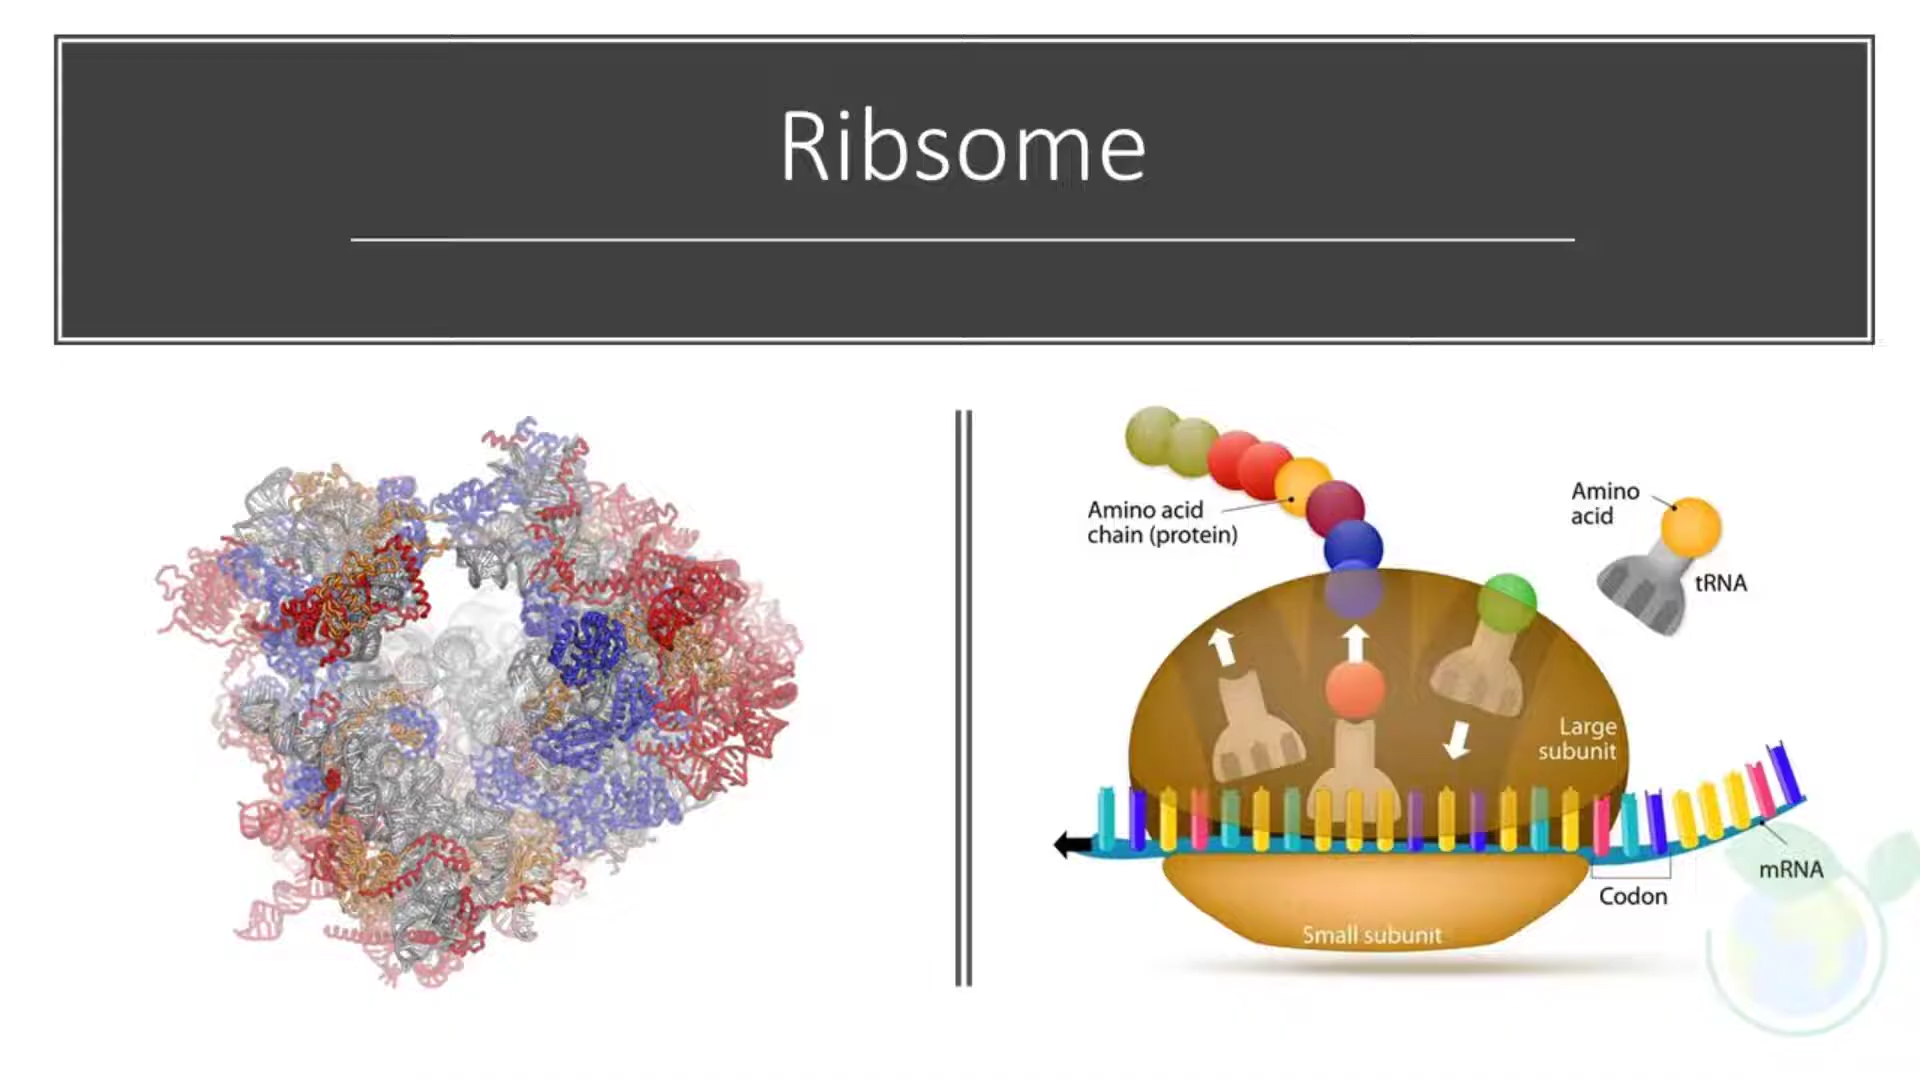 Ribsome
Amino acid
chain (protein)
Amino
acid
tRNA
Large
subunit
mRNA
Codon
Small subunit